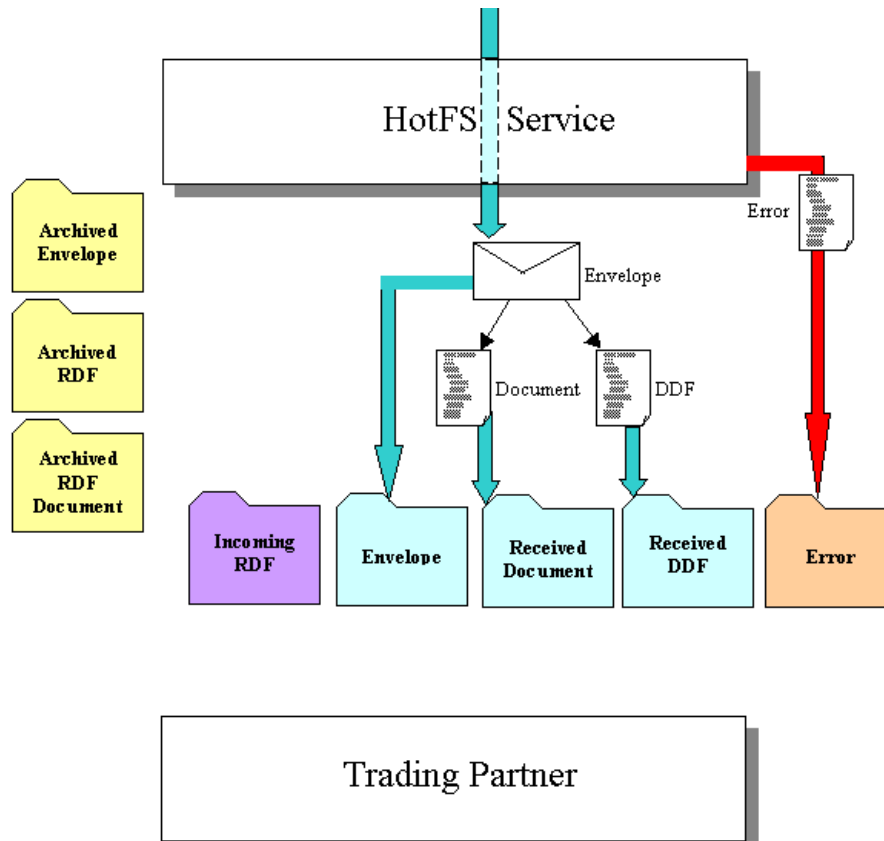 HotFS Service
Error
Archived
Envelope
Envelope
Archived
RDF
Document
DDF
Archived
RDF
Document
Incoming
RDF
Envelope
Received
Document
Received
DDF
Error
Trading Partner